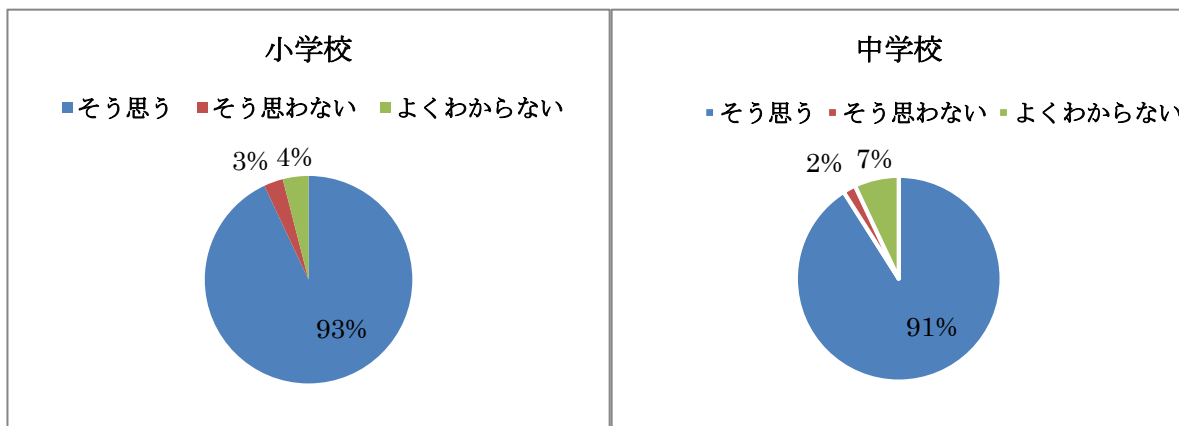 小学校
そう思う そう思わない よくわからない
3% 4%
93%
中学校
そう思う そう思わない よくわからない
2% 7%
91%